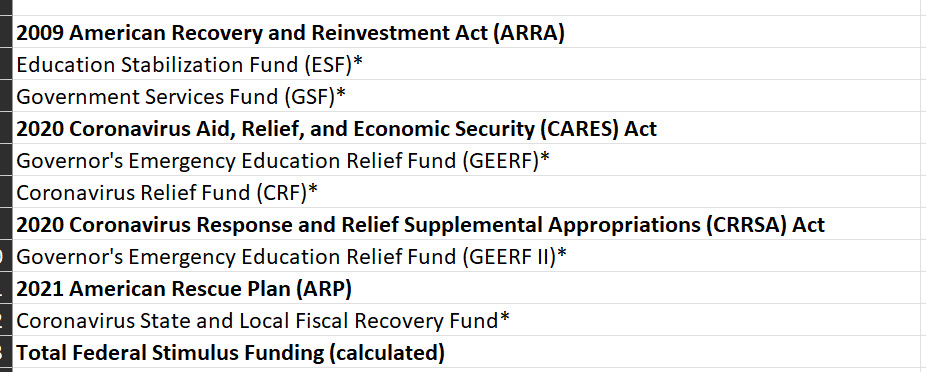 2009 American Recovery and Reinvestment Act (ARRA)
Education Stabilization Fund (ESF)*
Government Services Fund (GSF)*
2020 Coronavirus Aid, Relief, and Economic Security (CARES) Act
Governor's Emergency Education Relief Fund (GEERF)*
Coronavirus Relief Fund (CRF)*
2020 Coronavirus Response and Relief Supplemental Appropriations (CRRSA) Act
Governor's Emergency Education Relief Fund (GEERF II)*
2021 American Rescue Plan (ARP)
Coronavirus State and Local Fiscal Recovery Fund*
Total Federal Stimulus Funding (calculated)